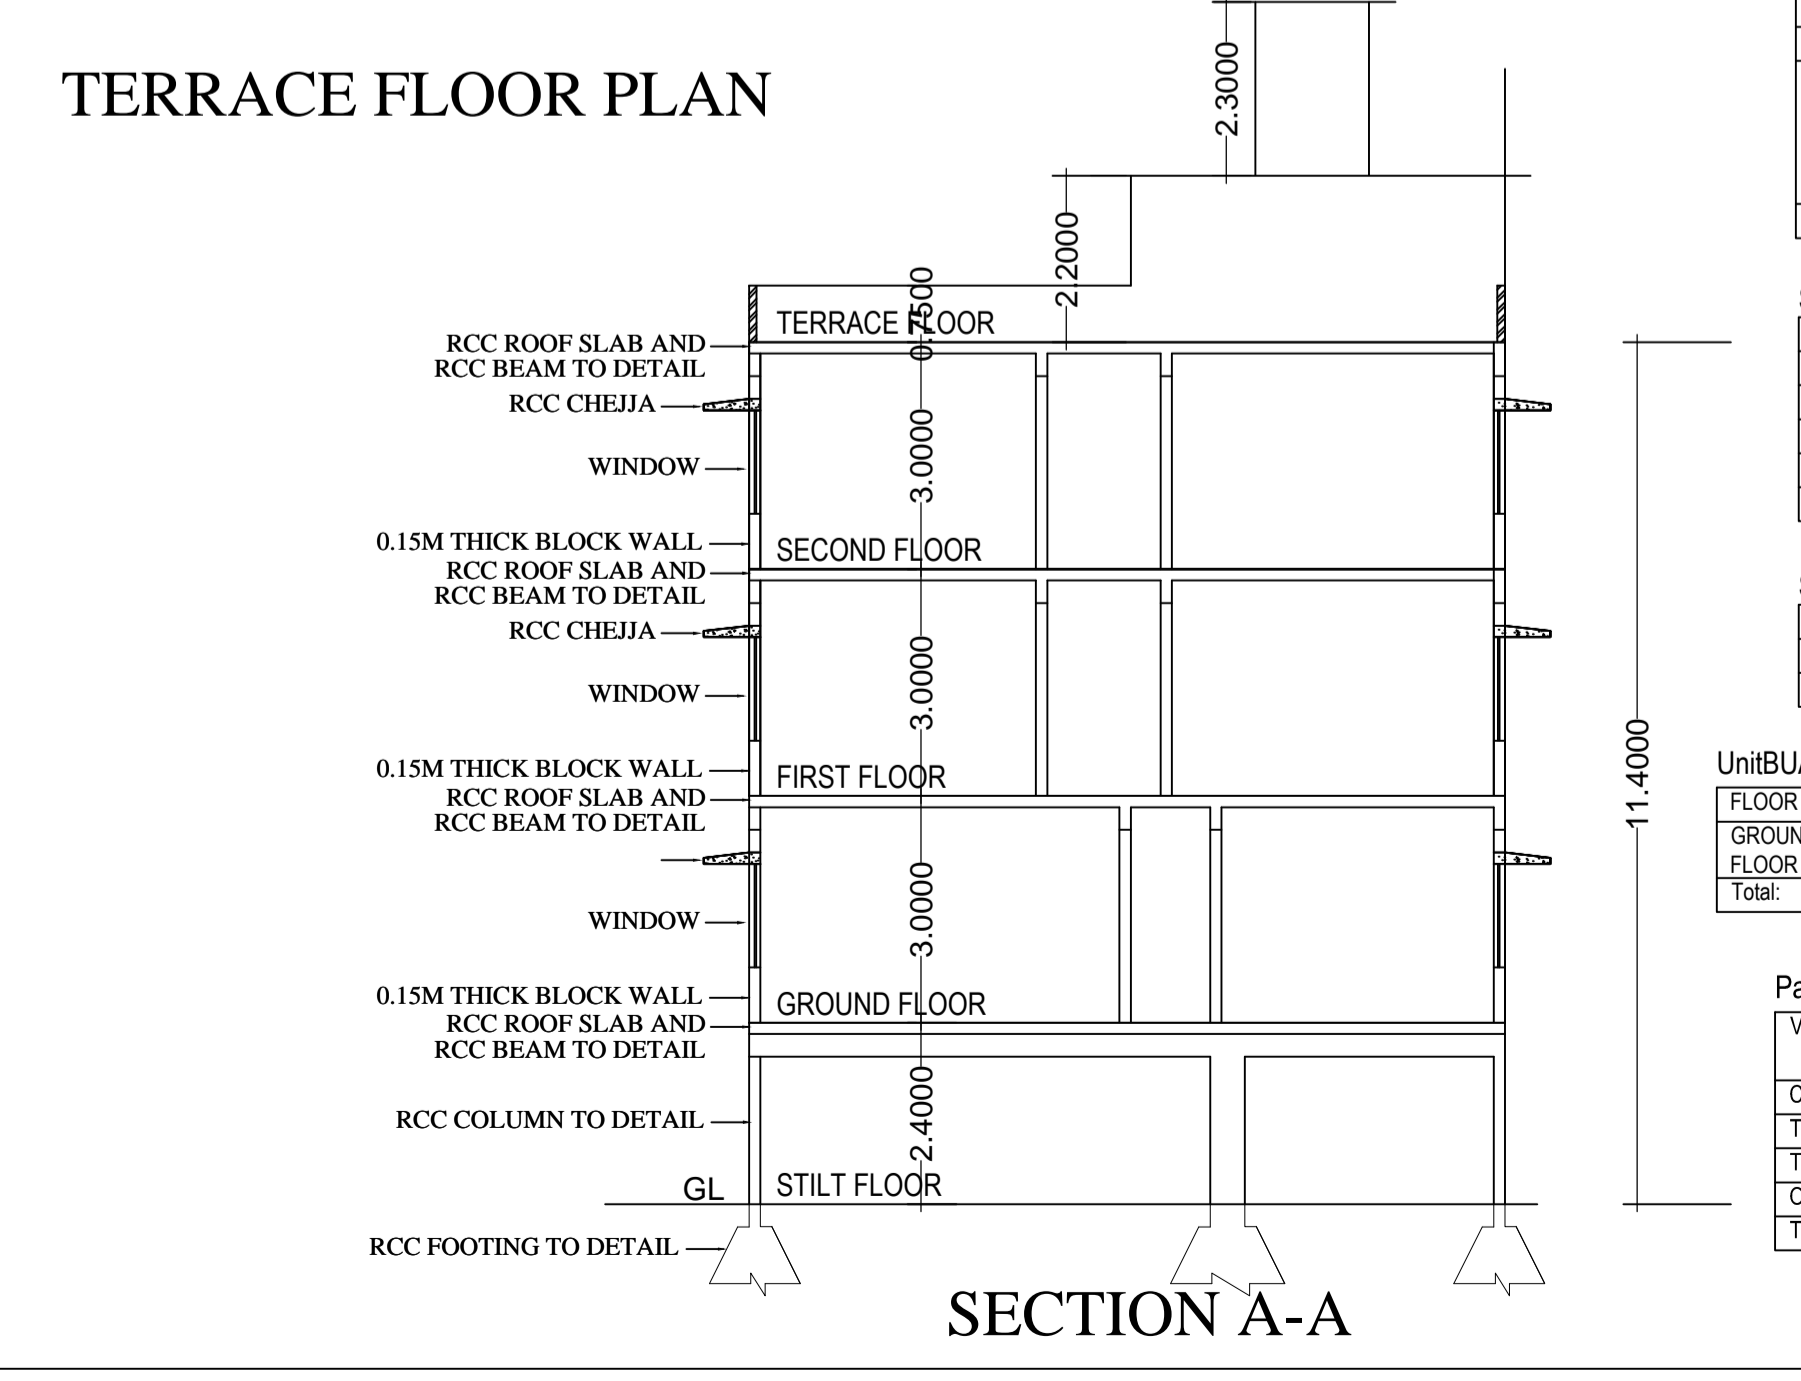 TERRACE FLOOR PLAN
2.3000
2.2000
0.7500
TERRACE FLOOR
RCC ROOF SLAB AND
RCC BEAM TO DETAIL
RCC CHEJJA
3.0000
WINDOW
0.15M THICK BLOCK WALL
SECOND FLOOR
RCC ROOF SLAB AND
RCC BEAM TO DETAIL
RCC CHEJJA
3.0000
WINDOW
0.15M THICK BLOCK WALL
FIRST FLOOR
RCC ROOF SLAB AND
RCC BEAM TO DETAIL
3.0000
WINDOW
0.15M THICK BLOCK WALL
GROUND FLOOR
RCC ROOF SLAB AND
RCC BEAM TO DETAIL
2.4000
RCC COLUMN TO DETAIL
GL
STILT FLOOR
RCC FOOTING TO DETAIL
SECTION A-A
11.4000
FLOOR
FLOOR
Total: